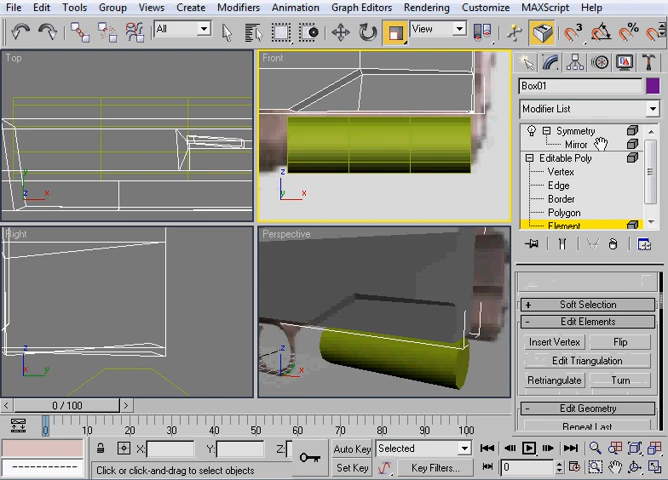 File Edit Tools Group Views Create Modifiers Animation Graph Editors Rendering Customize MAXScript Help
All
View
3
Top
Front
Right
Perspective
z
y
x
Box01
Modifier List
Symmetry
Mirror
Editable Poly
Vertex
Edge
Border
Polygon
Element
+ Soft Selection
- Edit Elements
Insert Vertex Flip
Edit Triangulation
Retriangulate Turn
- Edit Geometry
Repeat Last
< 0 / 100 >
0 10 20 30 40 50 60 70 80 90 100
X: Y: Z:
Auto Key Selected
Click or click-and-drag to select objects
Set Key Key Filters...
0